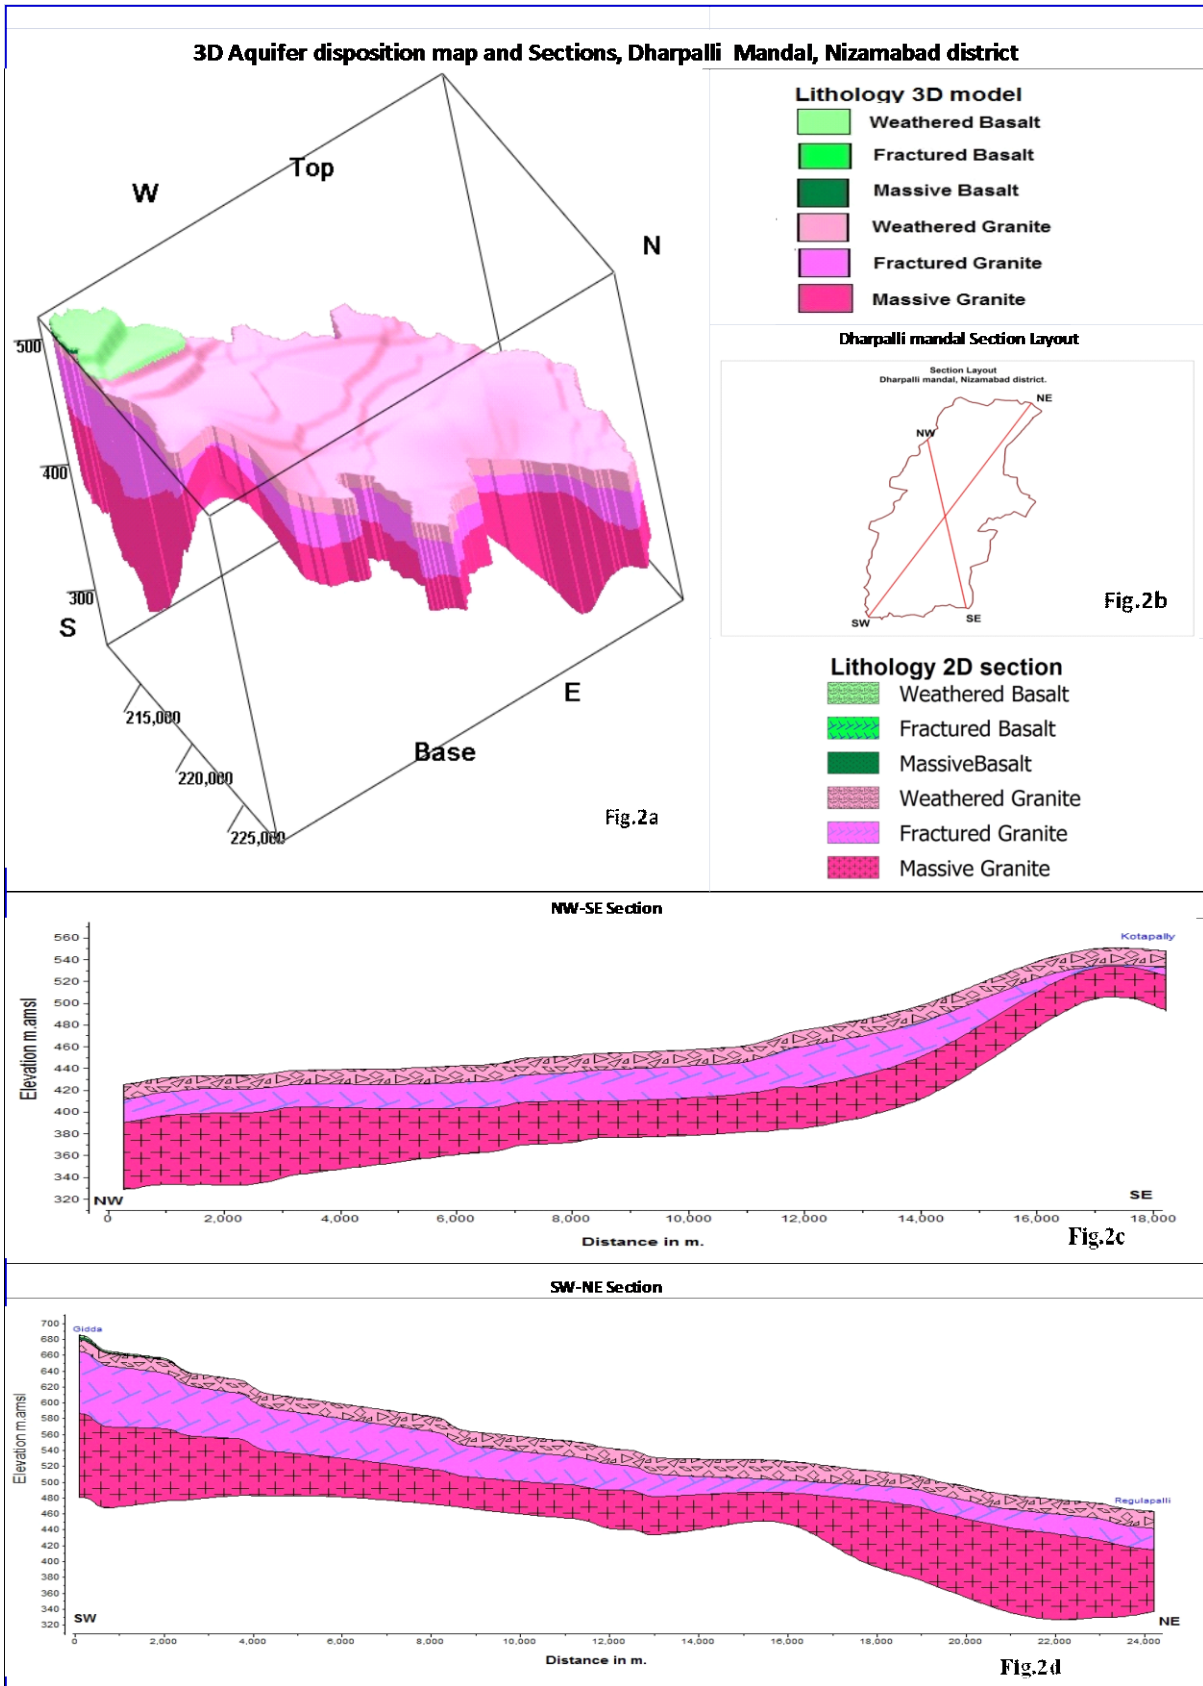 3D Aquifer disposition map and Sections, Dharpalli Mandal, Nizamabad district
Top
W
N
500
400
300
S
E
Base
215,000
220,000
225,000
Fig.2a
Lithology 3D model
Weathered Basalt
Fractured Basalt
Massive Basalt
Weathered Granite
Fractured Granite
Massive Granite
Dharpalli mandal Section Layout
Section Layout
Dharpalli mandal, Nizamabad district.
NE
NW
SW
SE
Fig.2b
Lithology 2D section
Weathered Basalt
Fractured Basalt
MassiveBasalt
Weathered Granite
Fractured Granite
Massive Granite
NW-SE Section
Kotapally
Elevation m.amsl
560
540
520
500
480
460
440
420
400
380
360
340
320
NW
SE
0 2,000 4,000 6,000 8,000 10,000 12,000 14,000 16,000 18,000
Distance in m.
Fig.2c
SW-NE Section
Gidda
Regulapalli
Elevation m.amsl
700
680
660
640
620
600
580
560
540
520
500
480
460
440
420
400
380
360
340
320
SW
NE
0 2,000 4,000 6,000 8,000 10,000 12,000 14,000 16,000 18,000 20,000 22,000 24,000
Distance in m.
Fig.2d